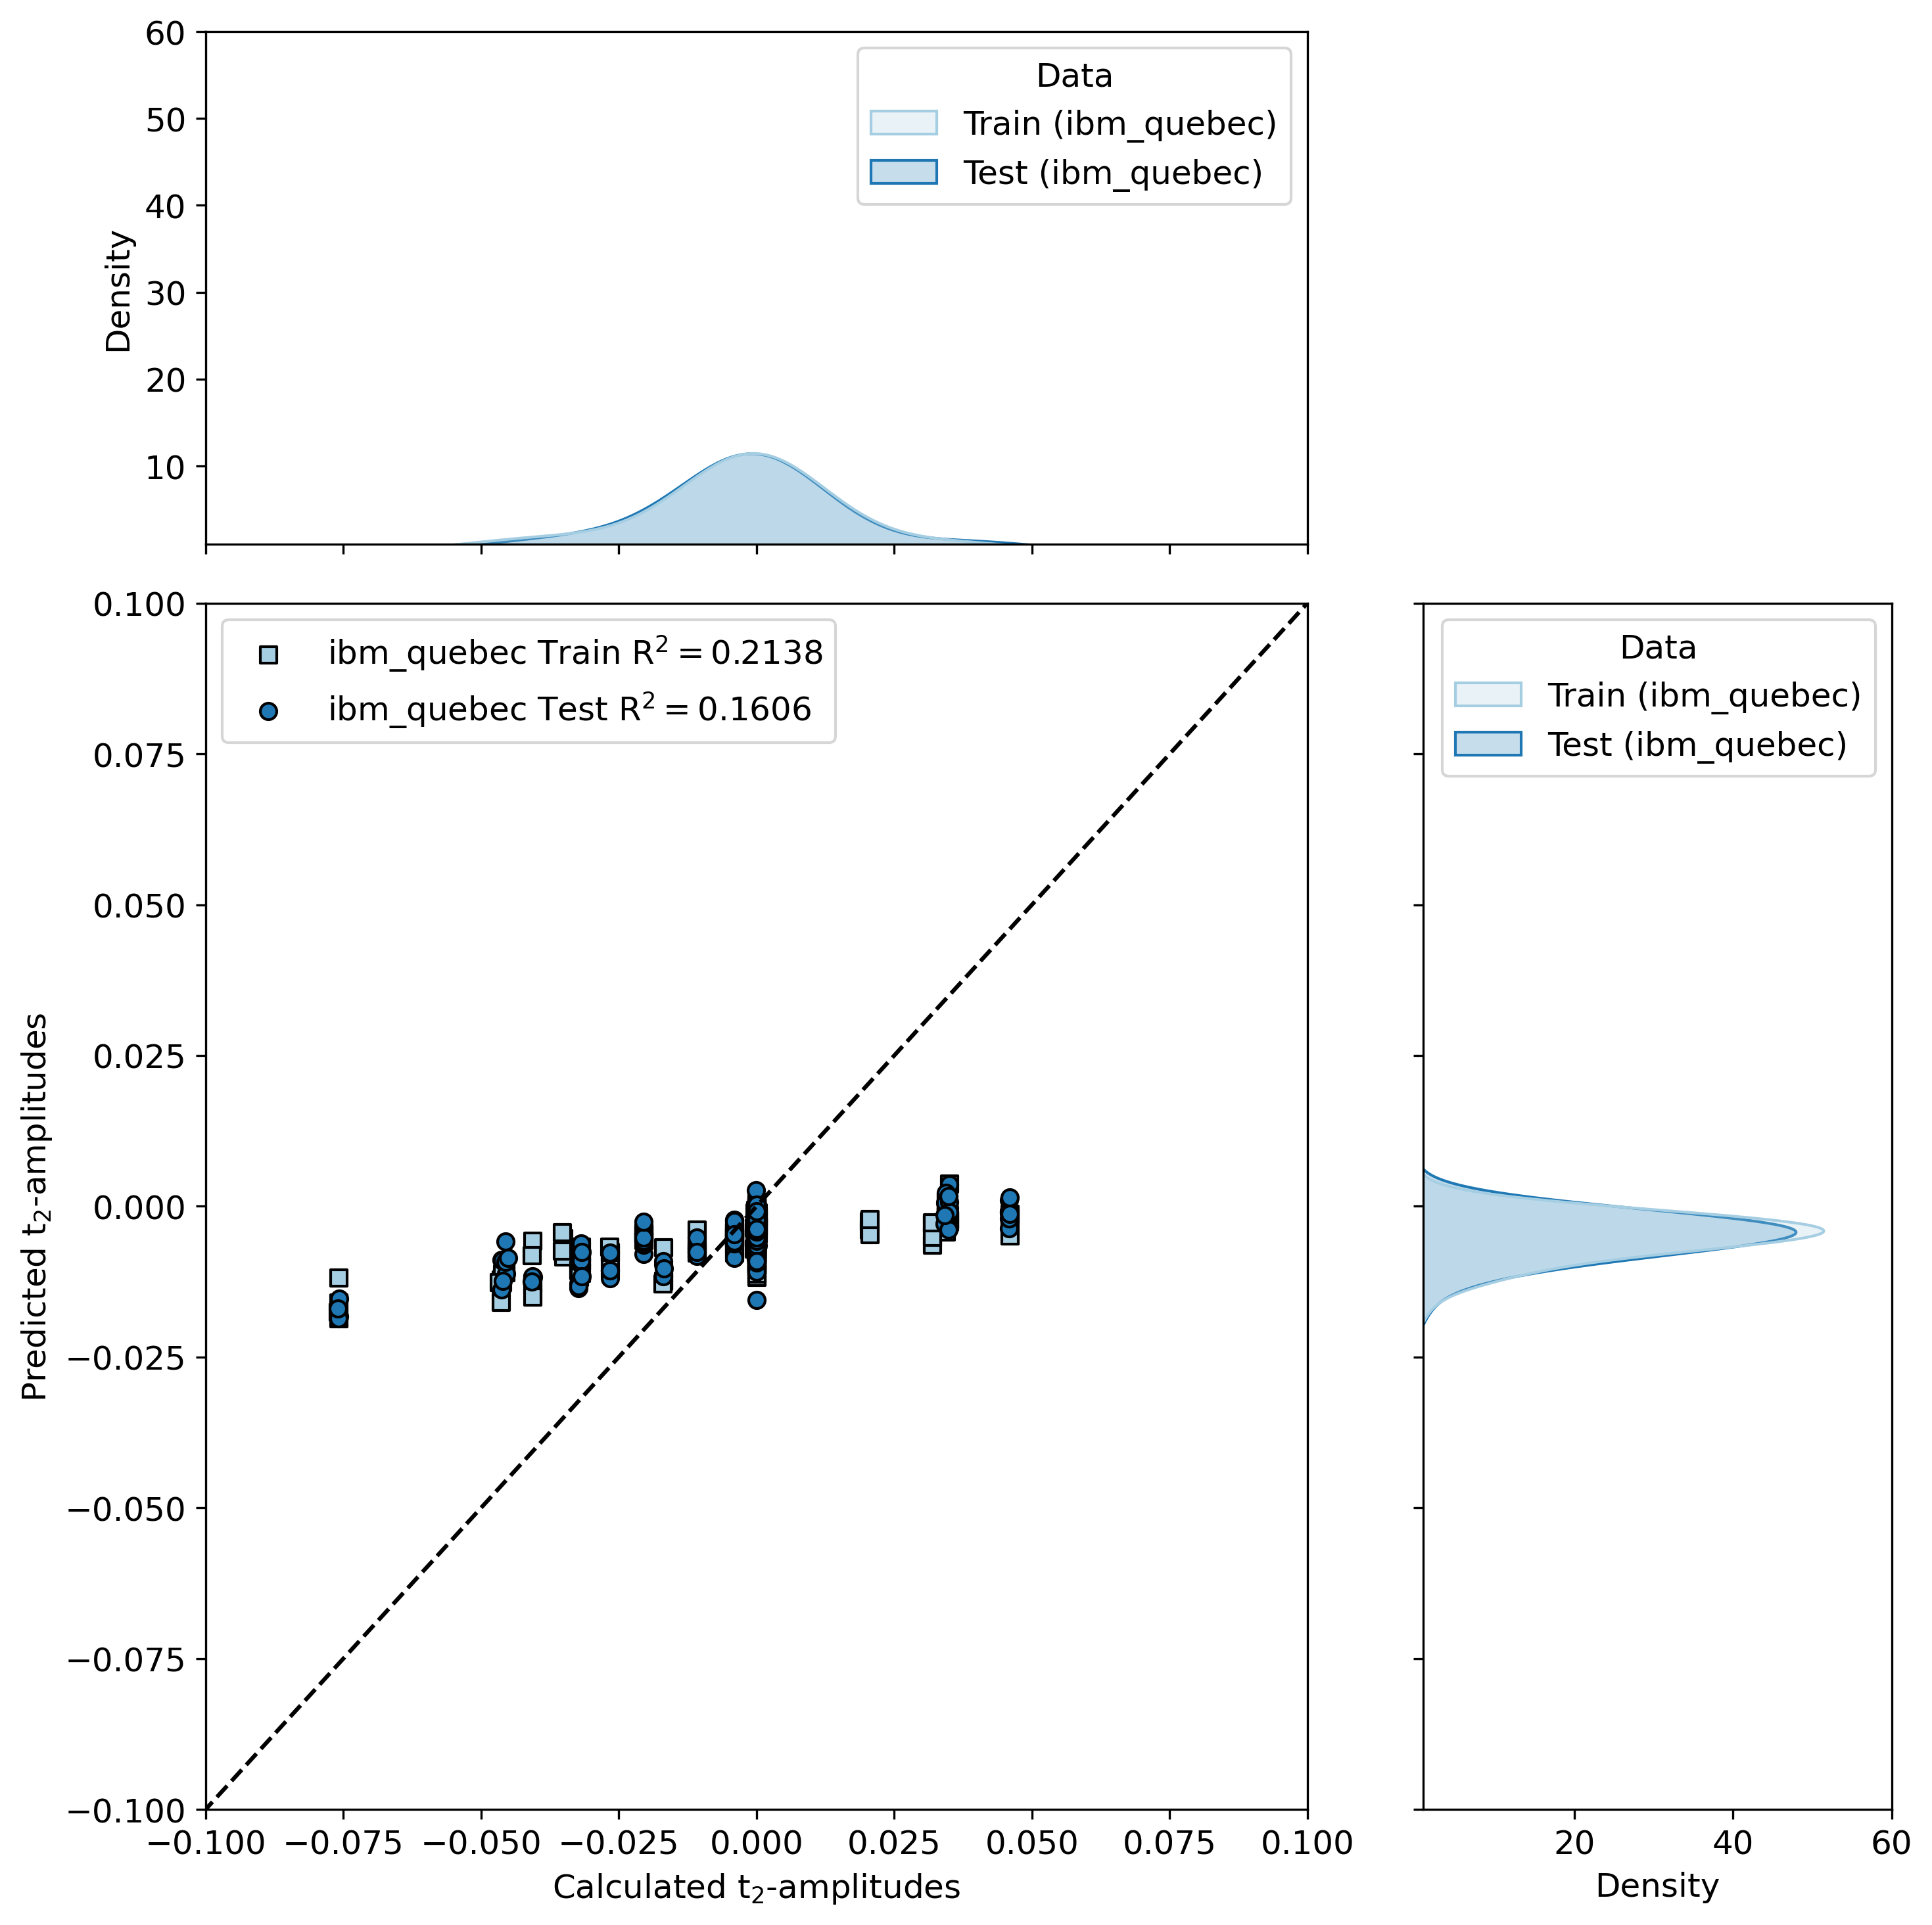 60
50
40
30
20
10
Density
Data
Train (ibm_quebec)
Test (ibm_quebec)
0.100
0.075
0.050
0.025
0.000
−0.025
−0.050
−0.075
−0.100
Predicted t₂-amplitudes
ibm_quebec Train R² = 0.2138
ibm_quebec Test R² = 0.1606
−0.100 −0.075 −0.050 −0.025 0.000 0.025 0.050 0.075 0.100
Calculated t₂-amplitudes
Data
Train (ibm_quebec)
Test (ibm_quebec)
20 40 60
Density